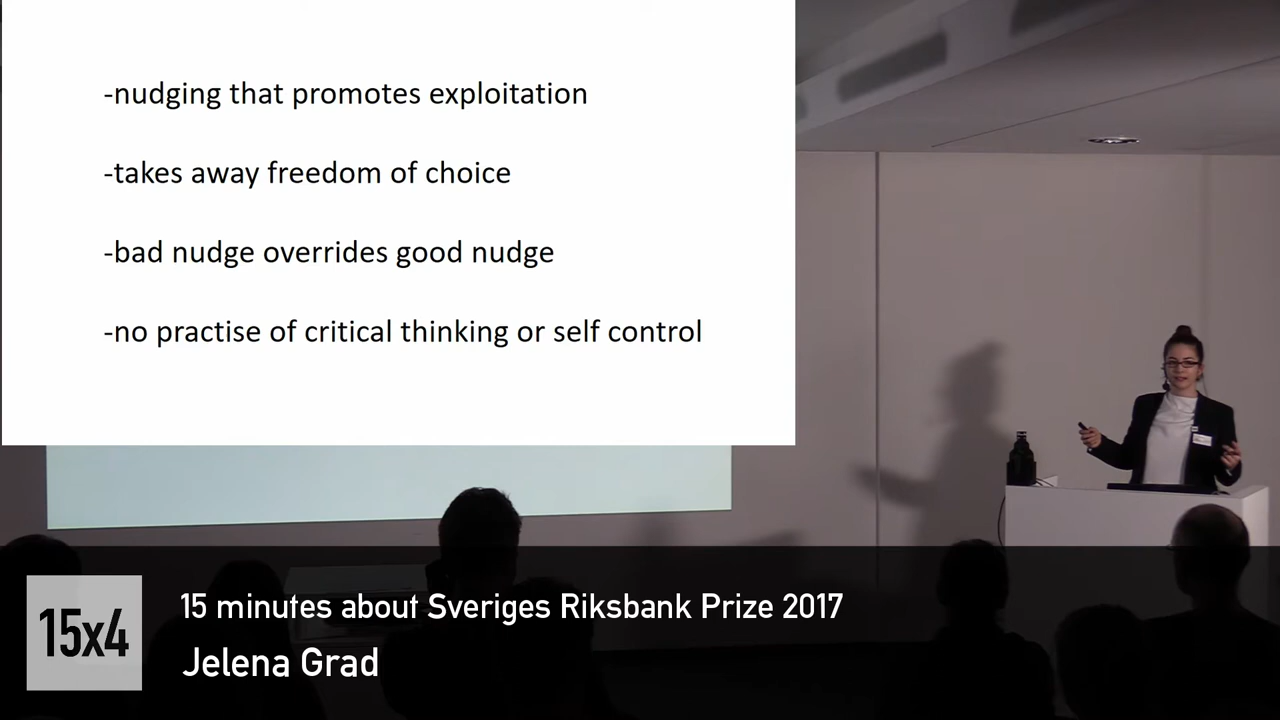 -nudging that promotes exploitation
-takes away freedom of choice
-bad nudge overrides good nudge
-no practise of critical thinking or self control
15x4
15 minutes about Sveriges Riksbank Prize 2017
Jelena Grad